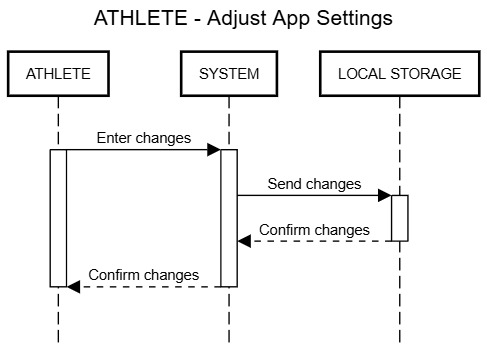 ATHLETE - Adjust App Settings
ATHLETE
SYSTEM
LOCAL STORAGE
Enter changes
Send changes
Confirm changes
Confirm changes